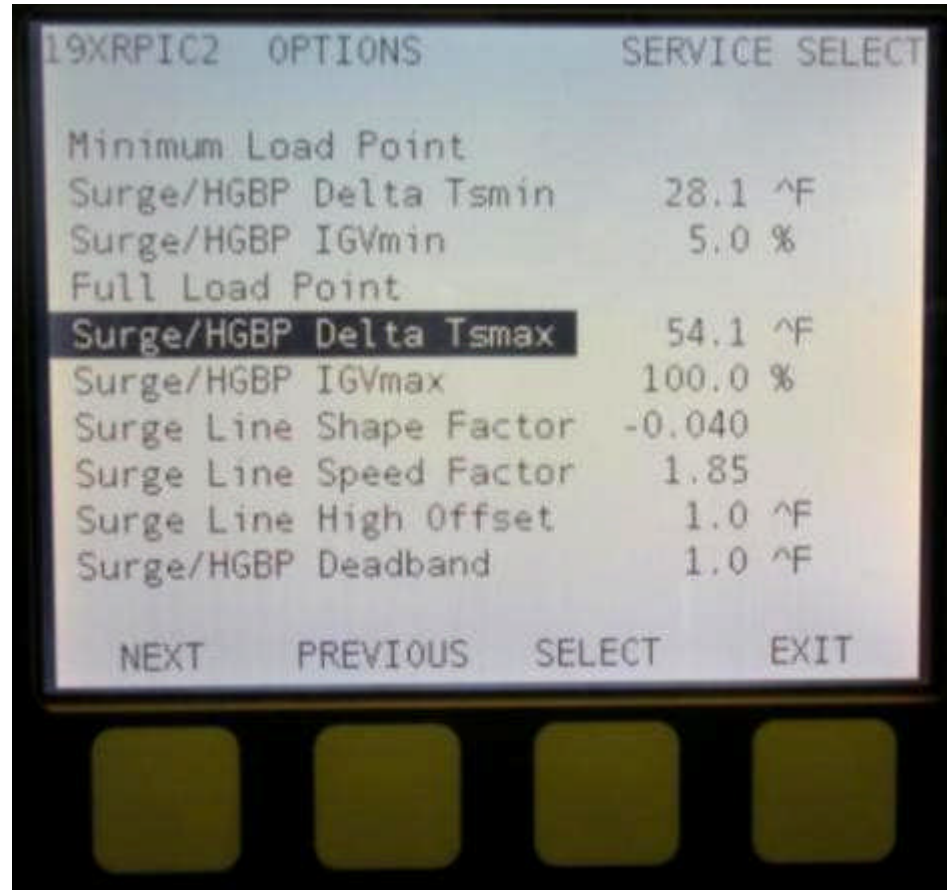 19XRPIC2 OPTIONS SERVICE SELECT
Minimum Load Point
Surge/HGBP Delta Tsmin 28.1 ^F
Surge/HGBP IGVmin 5.0 %
Full Load Point
Surge/HGBP Delta Tsmax 54.1 ^F
Surge/HGBP IGVmax 100.0 %
Surge Line Shape Factor -0.040
Surge Line Speed Factor 1.85
Surge Line High Offset 1.0 ^F
Surge/HGBP Deadband 1.0 ^F
NEXT PREVIOUS SELECT EXIT